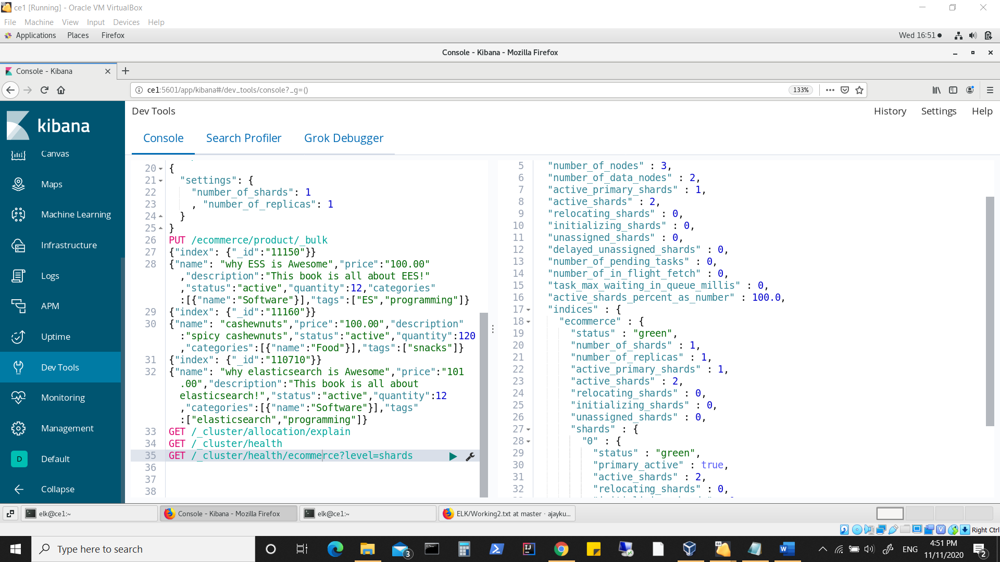 ce1 [Running] - Oracle VM VirtualBox
File Machine View Input Devices Help
Applications Places Firefox
Wed 16:51
Console - Kibana - Mozilla Firefox
Console - Kibana
ce1:5601/app/kibana#/dev_tools/console?_g=()
133%
kibana
Canvas
Maps
Machine Learning
Infrastructure
Logs
APM
Uptime
Dev Tools
Monitoring
Management
D Default
Collapse
Dev Tools
History Settings Help
Console Search Profiler Grok Debugger
20 {
21 "settings": {
22 "number_of_shards": 1
23 , "number_of_replicas": 1
24 }
25 }
26 PUT /ecommerce/product/_bulk
27 {"index": {"_id":"11150"}}
28 {"name": "why ESS is Awesome","price":"100.00"
,"description":"This book is all about EES!"
,"status":"active","quantity":12,"categories"
:[{"name":"Software"}],"tags":["ES","programming"]}
29 {"index": {"_id":"11160"}}
30 {"name": "cashewnuts","price":"100.00","description"
:"spicy cashewnuts","status":"active","quantity":120
,"categories":[{"name":"Food"}],"tags":["snacks"]}
31 {"index": {"_id":"110710"}}
32 {"name": "why elasticsearch is Awesome","price":"101
.00","description":"This book is all about
elasticsearch!","status":"active","quantity":12
,"categories":[{"name":"Software"}],"tags"
:["elasticsearch","programming"]}
33 GET /_cluster/allocation/explain
34 GET /_cluster/health
35 GET /_cluster/health/ecommerce?level=shards
36
37
38
5 "number_of_nodes" : 3,
6 "number_of_data_nodes" : 2,
7 "active_primary_shards" : 1,
8 "active_shards" : 2,
9 "relocating_shards" : 0,
10 "initializing_shards" : 0,
11 "unassigned_shards" : 0,
12 "delayed_unassigned_shards" : 0,
13 "number_of_pending_tasks" : 0,
14 "number_of_in_flight_fetch" : 0,
15 "task_max_waiting_in_queue_millis" : 0,
16 "active_shards_percent_as_number" : 100.0,
17 "indices" : {
18 "ecommerce" : {
19 "status" : "green",
20 "number_of_shards" : 1,
21 "number_of_replicas" : 1,
22 "active_primary_shards" : 1,
23 "active_shards" : 2,
24 "relocating_shards" : 0,
25 "initializing_shards" : 0,
26 "unassigned_shards" : 0,
27 "shards" : {
28 "0" : {
29 "status" : "green",
30 "primary_active" : true,
31 "active_shards" : 2,
32 "relocating_shards" : 0,
elk@ce1:~
Console - Kibana - Mozilla Firefox
elk@ce1:~
ELK/Working2.txt at master · ajayku...
Right Ctrl
Type here to search
3
ENG
4:51 PM
11/11/2020
2